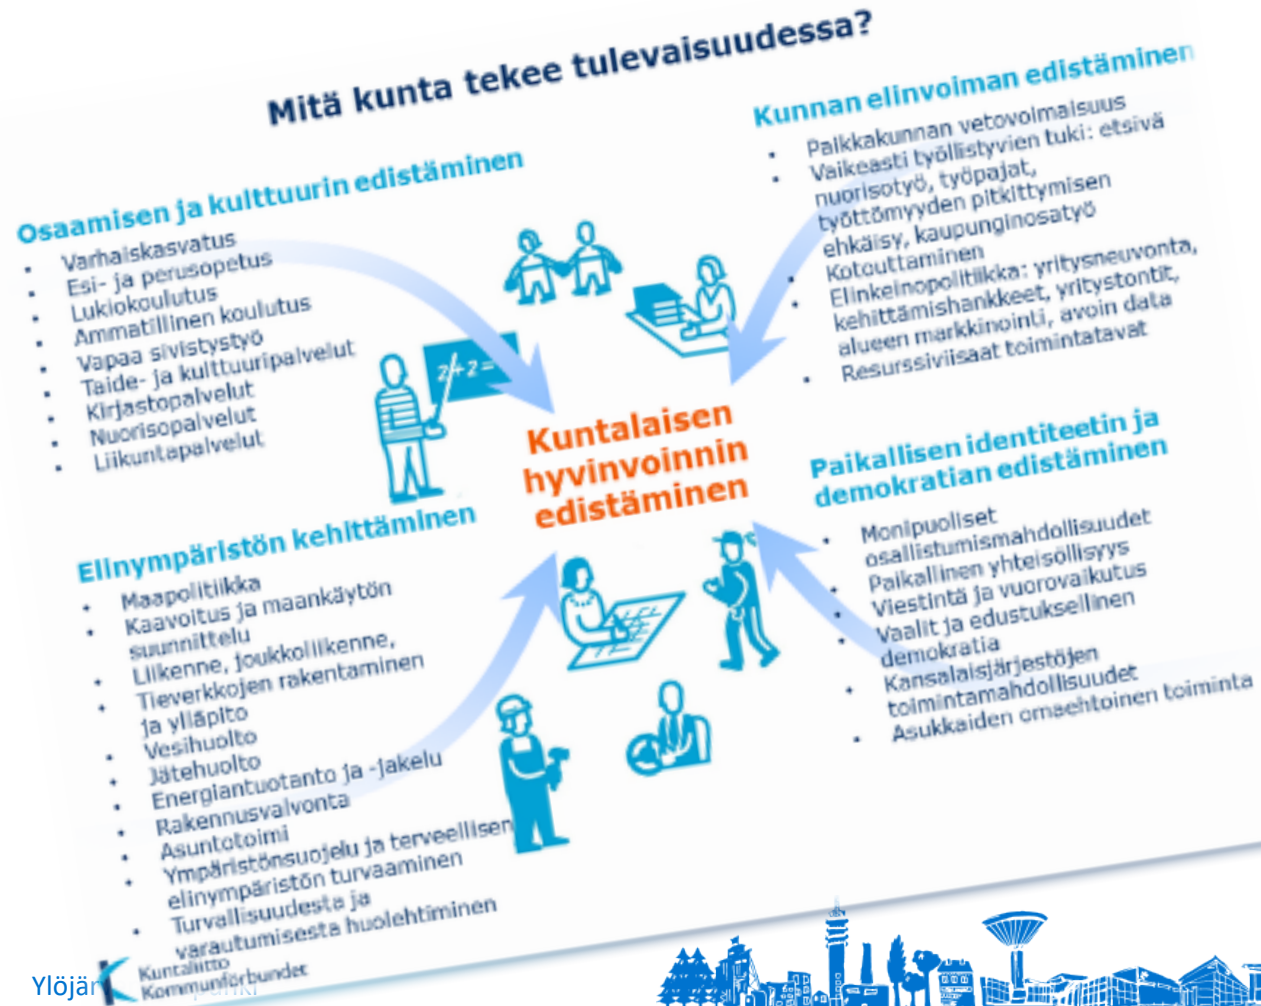 Mitä kunta tekee tulevaisuudessa?
Osaamisen ja kulttuurin edistäminen
• Varhaiskasvatus
• Esi- ja perusopetus
• Lukiokoulutus
• Ammatillinen koulutus
• Vapaa sivistystyö
• Taide- ja kulttuuripalvelut
• Kirjastopalvelut
• Nuorisopalvelut
• Liikuntapalvelut
Kunnan elinvoiman edistäminen
• Paikkakunnan vetovoimaisuus
• Vaikeasti työllistyvien tuki: etsivä
nuorisotyö, työpajat,
työttömyyden pitkittymisen
ehkäisy, kaupunginosatyö
• Kotouttaminen
• Elinkeinopolitiikka: yritysneuvonta,
kehittämishankkeet, yritystontit,
alueen markkinointi, avoin data
• Resurssiviisaat toimintatavat
2+2=
Kuntalaisen
hyvinvoinnin
edistäminen
Elinympäristön kehittäminen
• Maapolitiikka
• Kaavoitus ja maankäytön
suunnittelu
• Liikenne, joukkoliikenne,
• Tieverkkojen rakentaminen
ja ylläpito
• Vesihuolto
• Jätehuolto
• Energiantuotanto ja -jakelu
• Rakennusvalvonta
• Asuntotoimi
• Ympäristönsuojelu ja terveellisen
elinympäristön turvaaminen
• Turvallisuudesta ja
varautumisesta huolehtiminen
Paikallisen identiteetin ja
demokratian edistäminen
• Monipuoliset
osallistumismahdollisuudet
• Paikallinen yhteisöllisyys
• Viestintä ja vuorovaikutus
• Vaalit ja edustuksellinen
demokratia
• Kansalaisjärjestöjen
toimintamahdollisuudet
• Asukkaiden omaehtoinen toiminta
Kuntaliitto
Kommunförbundet